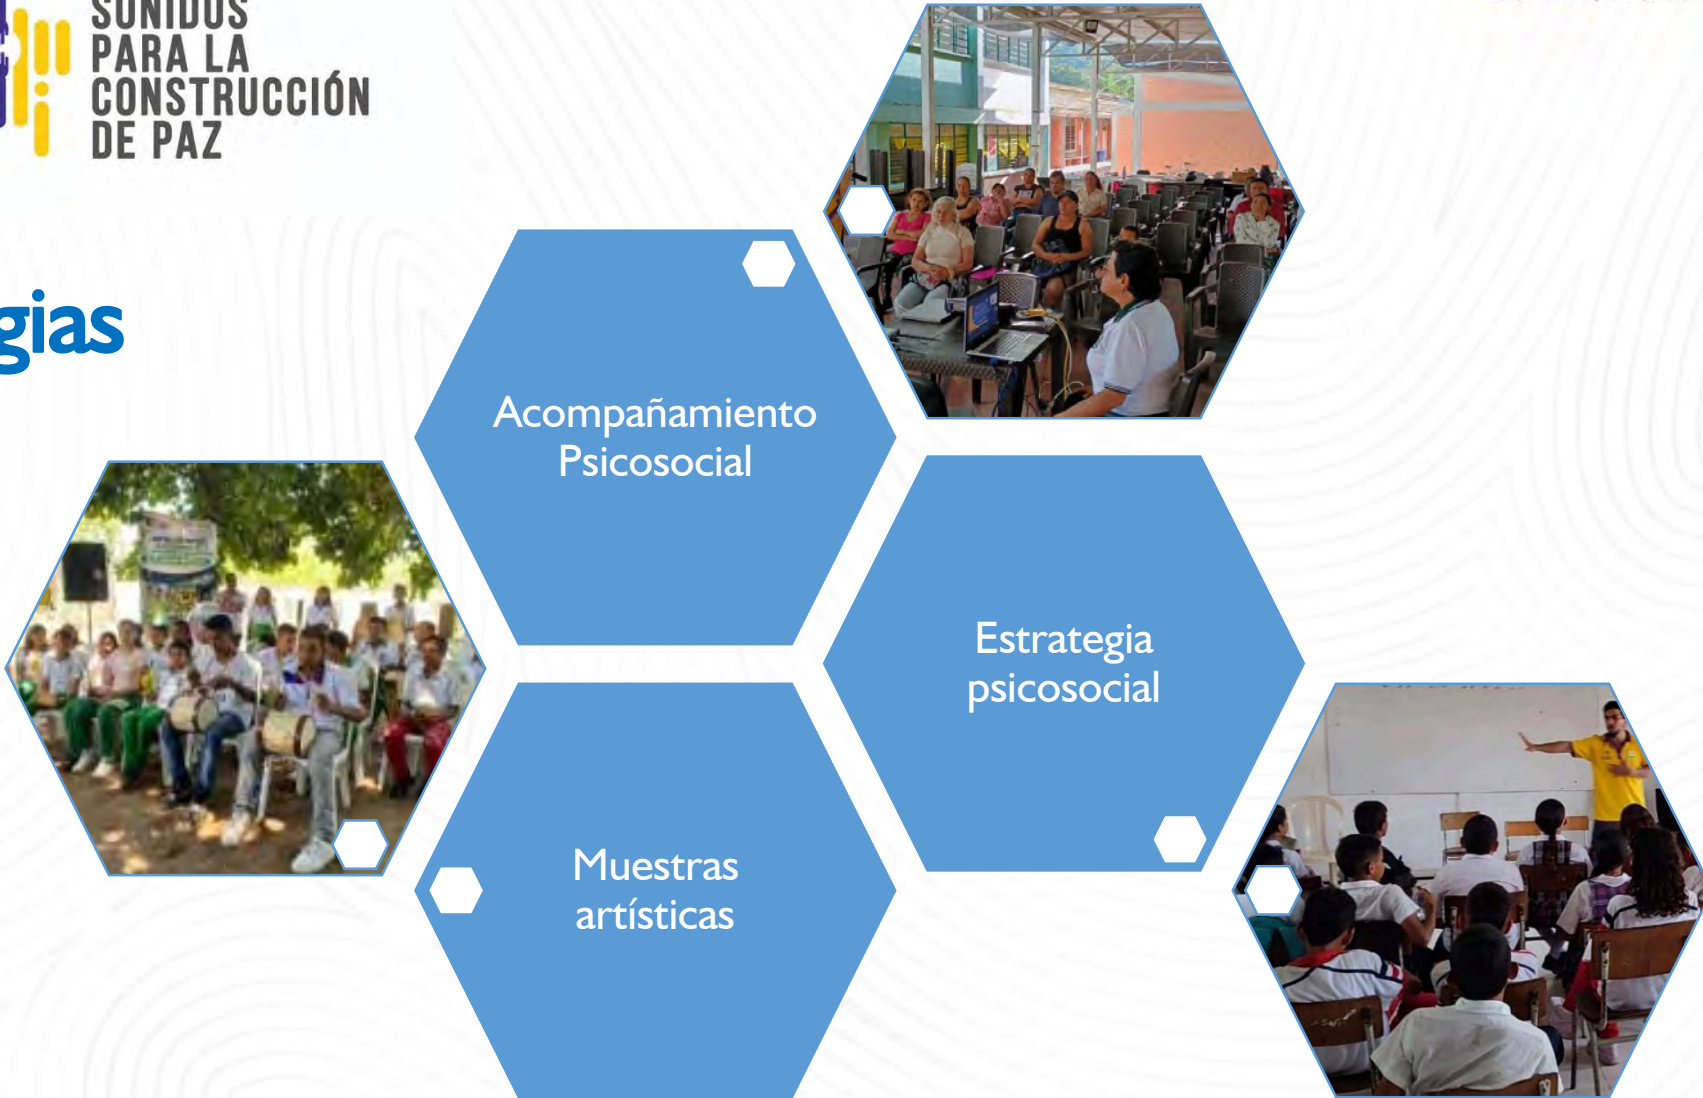 SONIDOS
PARA LA
CONSTRUCCIÓN
DE PAZ
gias
Acompañamiento
Psicosocial
Estrategia
psicosocial
Muestras
artísticas